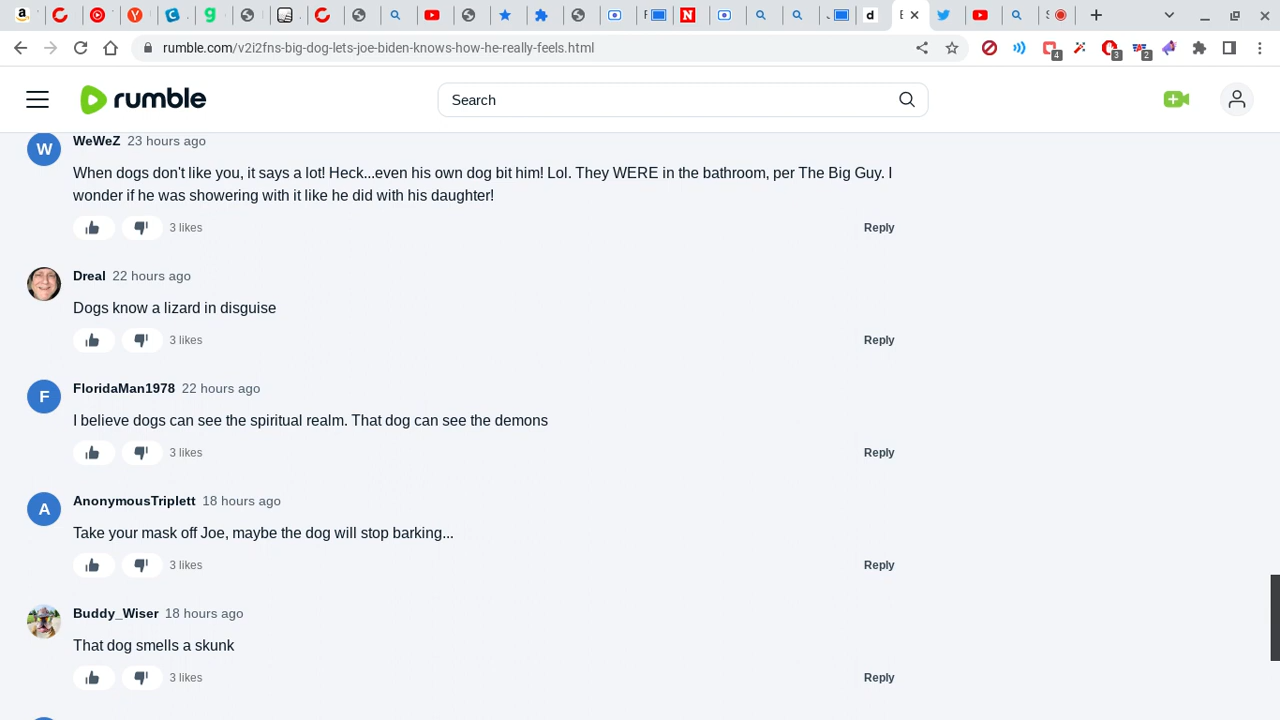 rumble.com/v2i2fns-big-dog-lets-joe-biden-knows-how-he-really-feels.html
4
3
2
rumble
Search
W
WeWeZ 23 hours ago
When dogs don't like you, it says a lot! Heck...even his own dog bit him! Lol. They WERE in the bathroom, per The Big Guy. I
wonder if he was showering with it like he did with his daughter!
3 likes
Reply
Dreal 22 hours ago
Dogs know a lizard in disguise
3 likes
Reply
F
FloridaMan1978 22 hours ago
I believe dogs can see the spiritual realm. That dog can see the demons
3 likes
Reply
A
AnonymousTriplett 18 hours ago
Take your mask off Joe, maybe the dog will stop barking...
3 likes
Reply
Buddy_Wiser 18 hours ago
That dog smells a skunk
3 likes
Reply